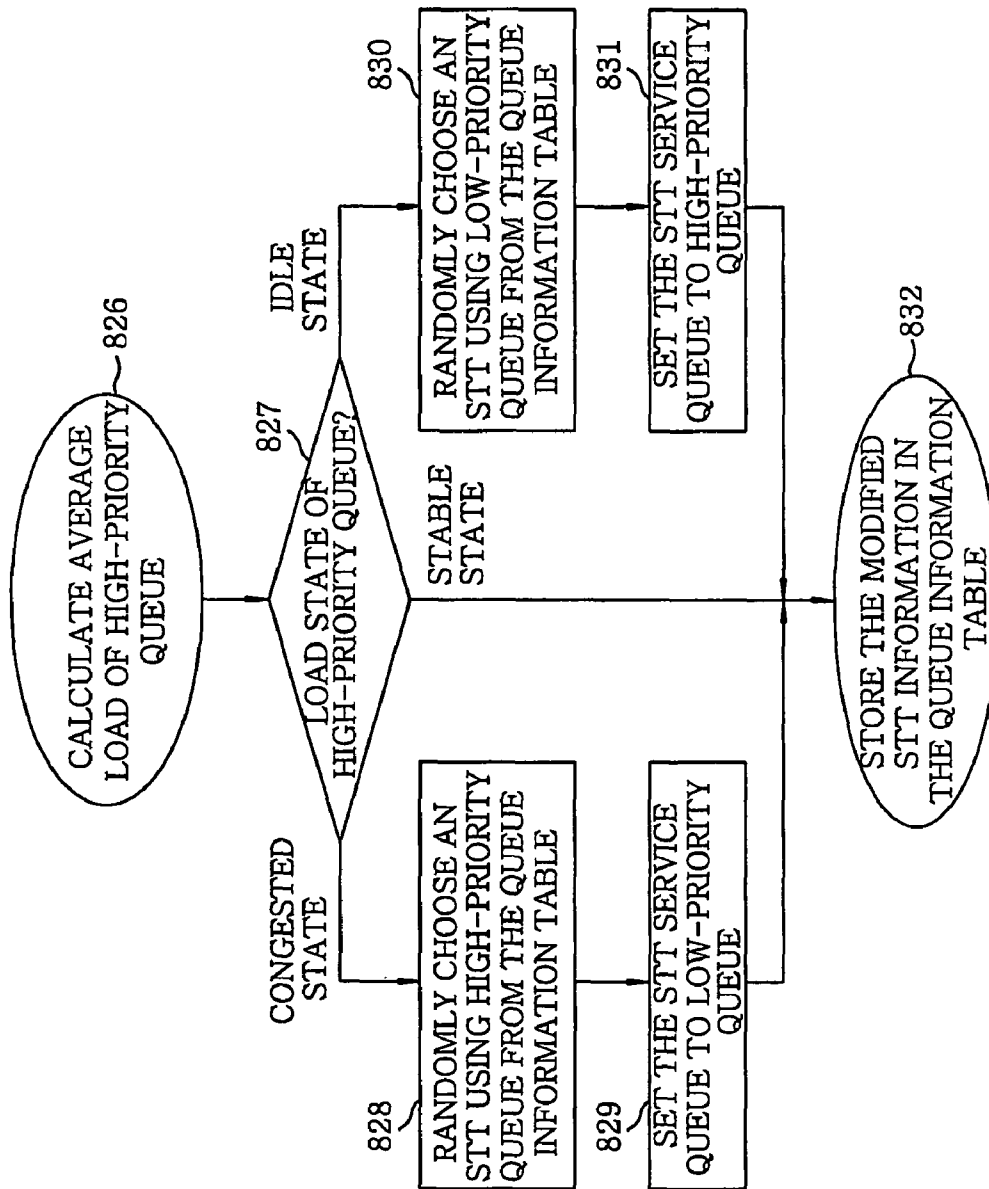 CALCULATE AVERAGE
LOAD OF HIGH-PRIORITY
QUEUE
826
LOAD STATE OF
HIGH-PRIORITY QUEUE?
827
CONGESTED
STATE
STABLE
STATE
IDLE
STATE
828
RANDOMLY CHOOSE AN
STT USING HIGH-PRIORITY
QUEUE FROM THE QUEUE
INFORMATION TABLE
830
RANDOMLY CHOOSE AN
STT USING LOW-PRIORITY
QUEUE FROM THE QUEUE
INFORMATION TABLE
829
SET THE STT SERVICE
QUEUE TO LOW-PRIORITY
QUEUE
831
SET THE STT SERVICE
QUEUE TO HIGH-PRIORITY
QUEUE
832
STORE THE MODIFIED
STT INFORMATION IN
THE QUEUE INFORMATION
TABLE